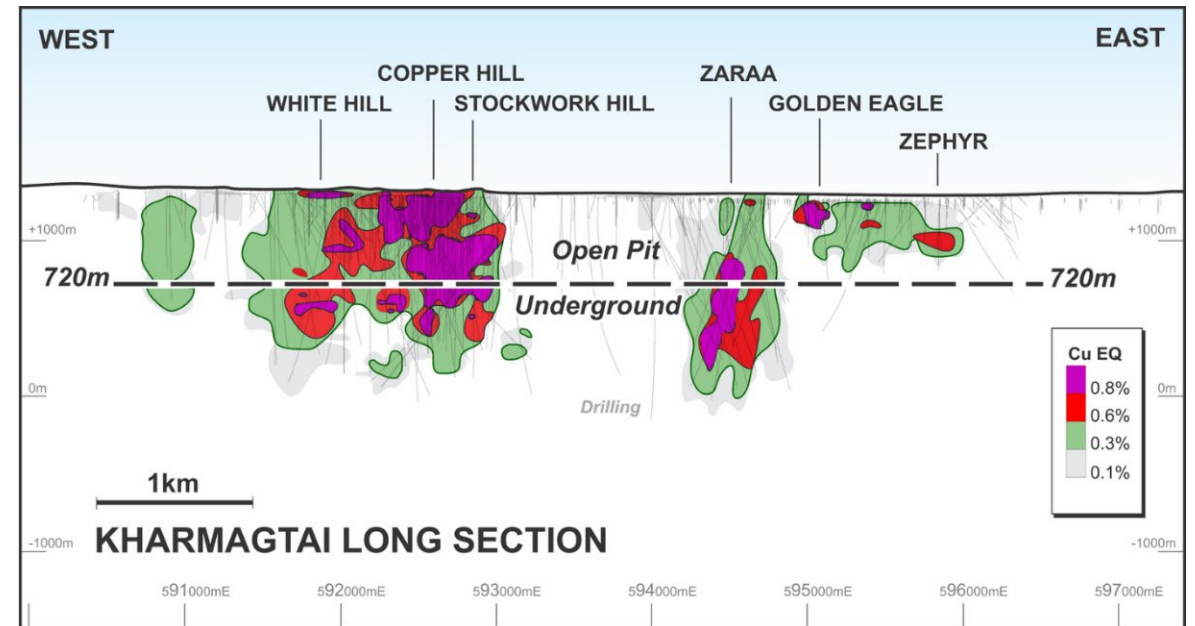 WEST
EAST
COPPER HILL
ZARAA
WHITE HILL
STOCKWORK HILL
GOLDEN EAGLE
ZEPHYR
+1000m
+1000m
Open Pit
720m
720m
Underground
Cu EQ
0.8%
0.6%
0.3%
0.1%
0m
0m
Drilling
1km
KHARMAGTAI LONG SECTION
-1000m
-1000m
591000mE
592000mE
593000mE
594000mE
595000mE
596000mE
597000mE